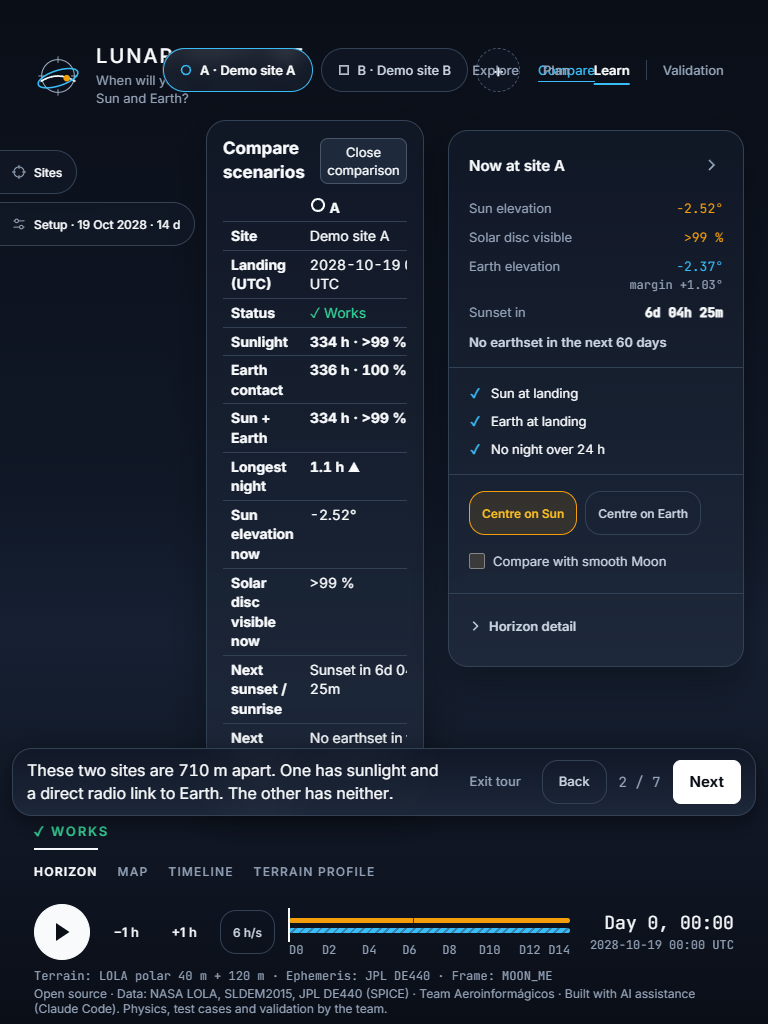 LUNAR
When will y
Sun and Earth?
A · Demo site A
B · Demo site B
Explore
Plan
Compare
Learn
Validation
Sites
Setup · 19 Oct 2028 · 14 d
Compare
scenarios
Close
comparison
A
Site Demo site A
Landing 2028-10-19
(UTC) UTC
Status ✓ Works
Sunlight 334 h · >99 %
Earth 336 h · 100 %
contact
Sun + 334 h · >99 %
Earth
Longest 1.1 h ▲
night
Sun -2.52°
elevation
now
Solar >99 %
disc
visible
now
Next Sunset in 6d
sunset / 25m
sunrise
Next No earthset in
Now at site A
Sun elevation -2.52°
Solar disc visible >99 %
Earth elevation -2.37°
margin +1.03°
Sunset in 6d 04h 25m
No earthset in the next 60 days
✓ Sun at landing
✓ Earth at landing
✓ No night over 24 h
Centre on Sun
Centre on Earth
Compare with smooth Moon
Horizon detail
These two sites are 710 m apart. One has sunlight and
a direct radio link to Earth. The other has neither.
Exit tour
Back
2 / 7
Next
✓ WORKS
HORIZON MAP TIMELINE TERRAIN PROFILE
−1 h +1 h 6 h/s
D0 D2 D4 D6 D8 D10 D12 D14
Day 0, 00:00
2028-10-19 00:00 UTC
Terrain: LOLA polar 40 m + 120 m · Ephemeris: JPL DE440 · Frame: MOON_ME
Open source · Data: NASA LOLA, SLDEM2015, JPL DE440 (SPICE) · Team Aeroinformágicos · Built with AI assistance
(Claude Code). Physics, test cases and validation by the team.